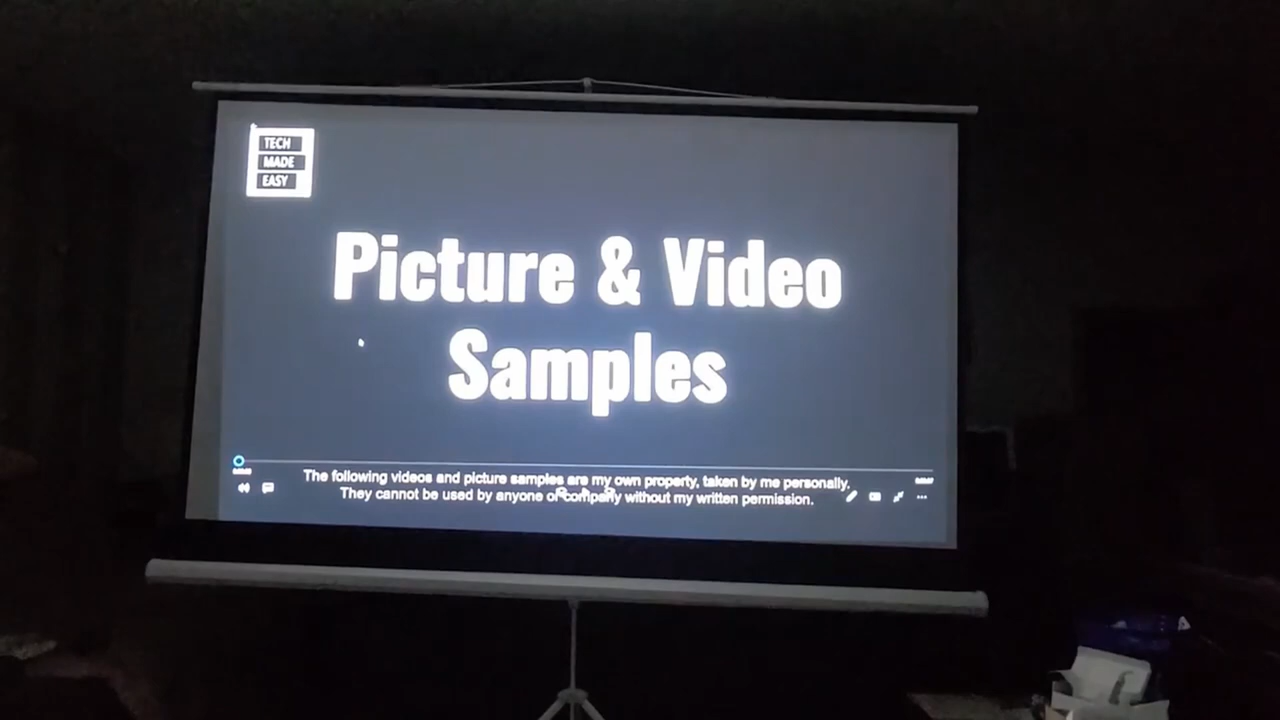 TECH
MADE
EASY
Picture & Video
Samples
The following videos and picture samples are my own property, taken by me personally.
They cannot be used by anyone or company without my written permission.